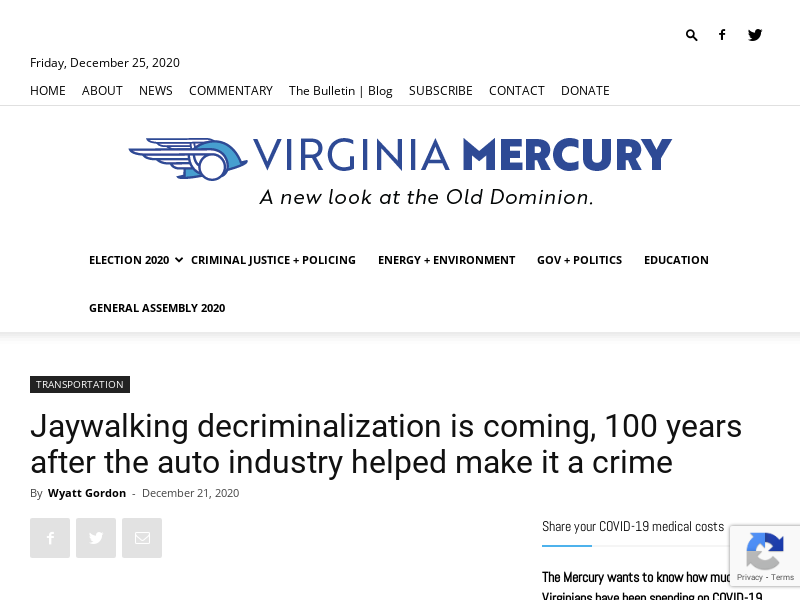 Friday, December 25, 2020
HOME ABOUT NEWS COMMENTARY The Bulletin | Blog SUBSCRIBE CONTACT DONATE
VIRGINIA MERCURY
A new look at the Old Dominion.
ELECTION 2020 CRIMINAL JUSTICE + POLICING ENERGY + ENVIRONMENT GOV + POLITICS EDUCATION
GENERAL ASSEMBLY 2020
TRANSPORTATION
Jaywalking decriminalization is coming, 100 years
after the auto industry helped make it a crime
By Wyatt Gordon - December 21, 2020
Share your COVID-19 medical costs
The Mercury wants to know how
Virginians have been spending on COVID-19
Privacy - Terms